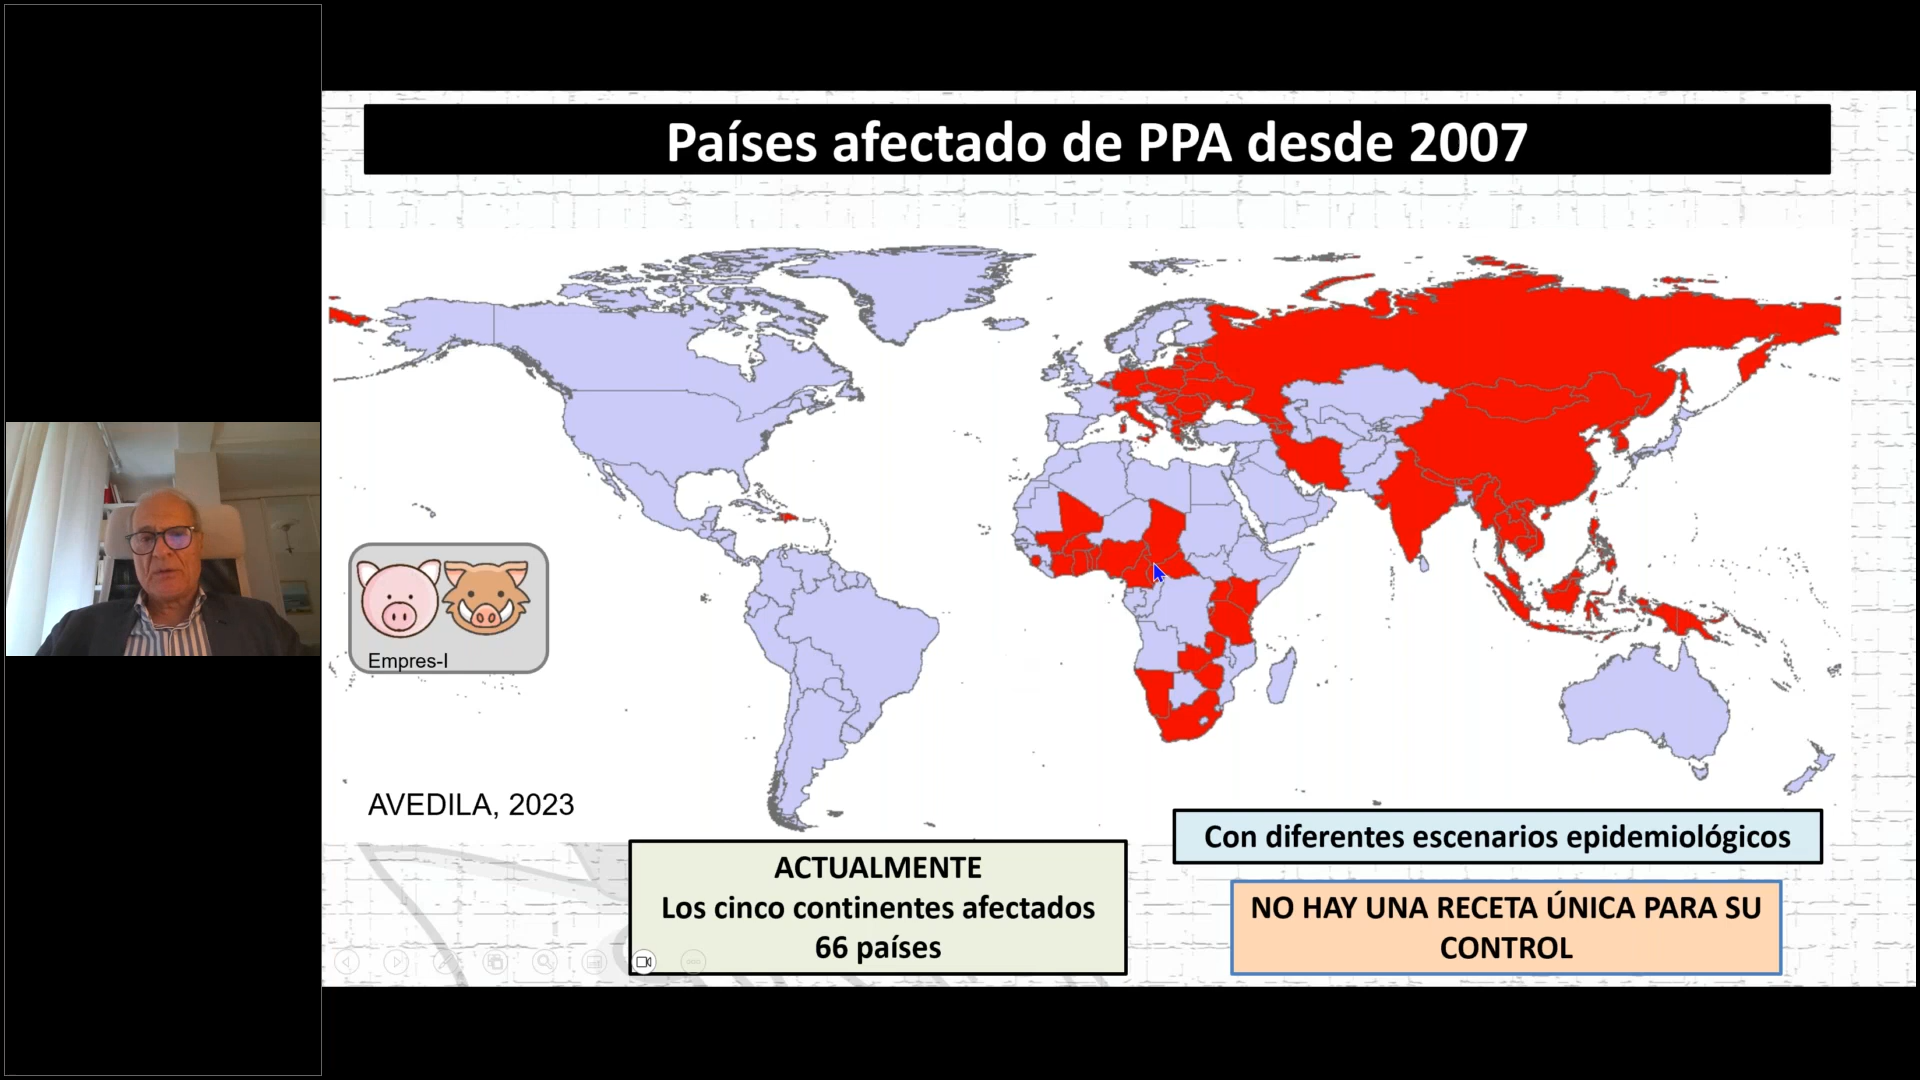 Países afectado de PPA desde 2007
Empres-I
AVEDILA, 2023
ACTUALMENTE
Los cinco continentes afectados
66 países
Con diferentes escenarios epidemiológicos
NO HAY UNA RECETA ÚNICA PARA SU
CONTROL